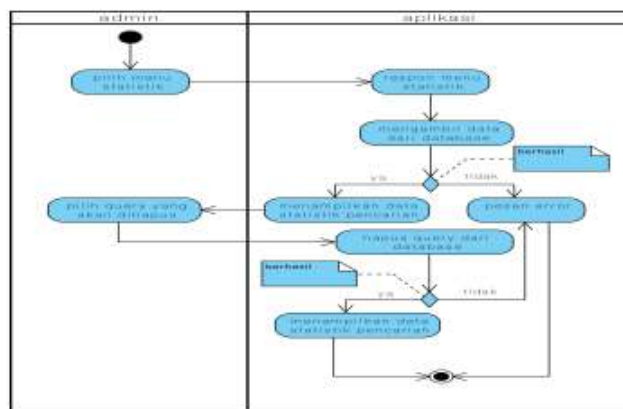 admin
aplikasi
pilih menu
statistik
respon menu
statistik
mengambil data
dari database
berhasil
ya
tidak
pilih query yang
akan dihapus
menampilkan data
statistik pencarian
pesan error
hapus query dari
database
berhasil
ya
tidak
menampilkan data
statistik pencarian